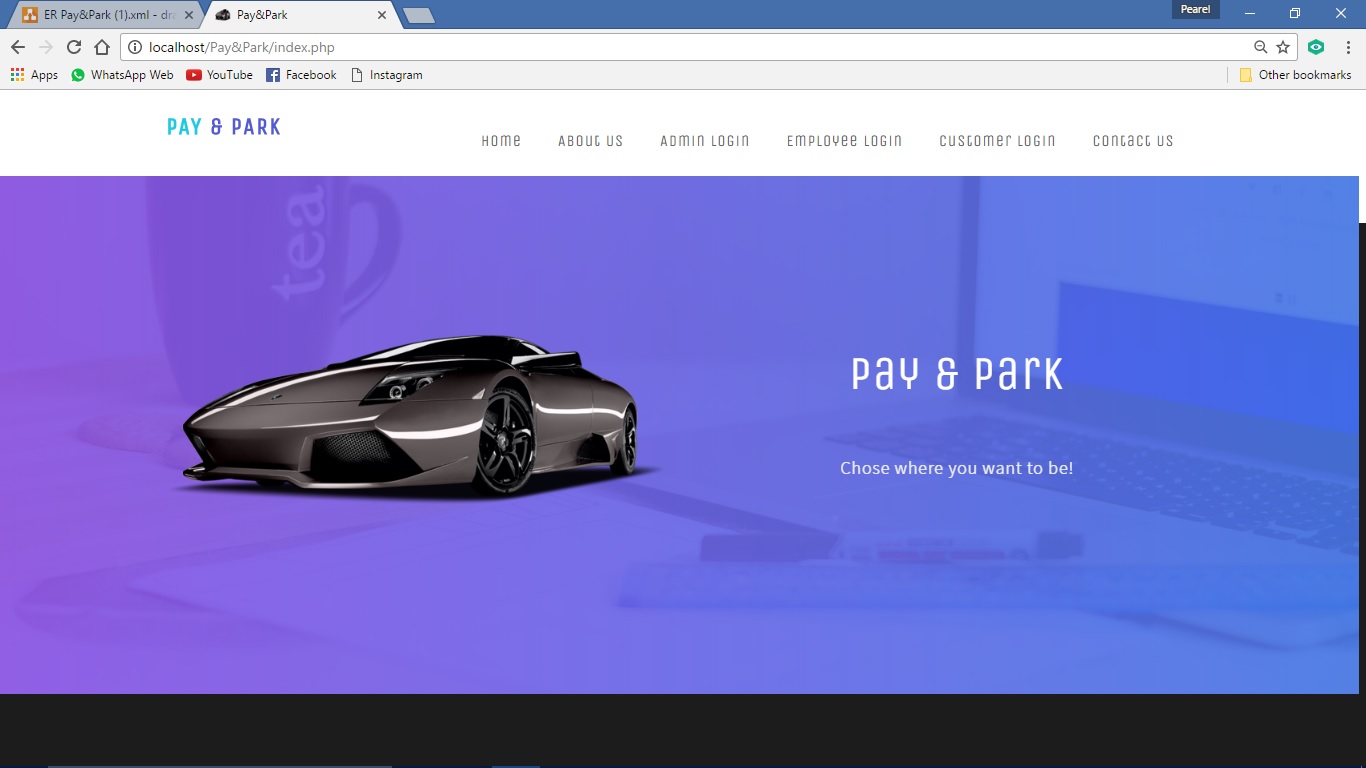 ER Pay&Park (1).xml - dra
Pay&Park
Pearel
localhost/Pay&Park/index.php
Apps
WhatsApp Web
YouTube
Facebook
Instagram
Other bookmarks
PAY & PARK
HOME
ABOUT US
ADMIN LOGIN
EMPLOYEE LOGIN
CUSTOMER LOGIN
CONTACT US
tea
Pay & Park
Chose where you want to be!